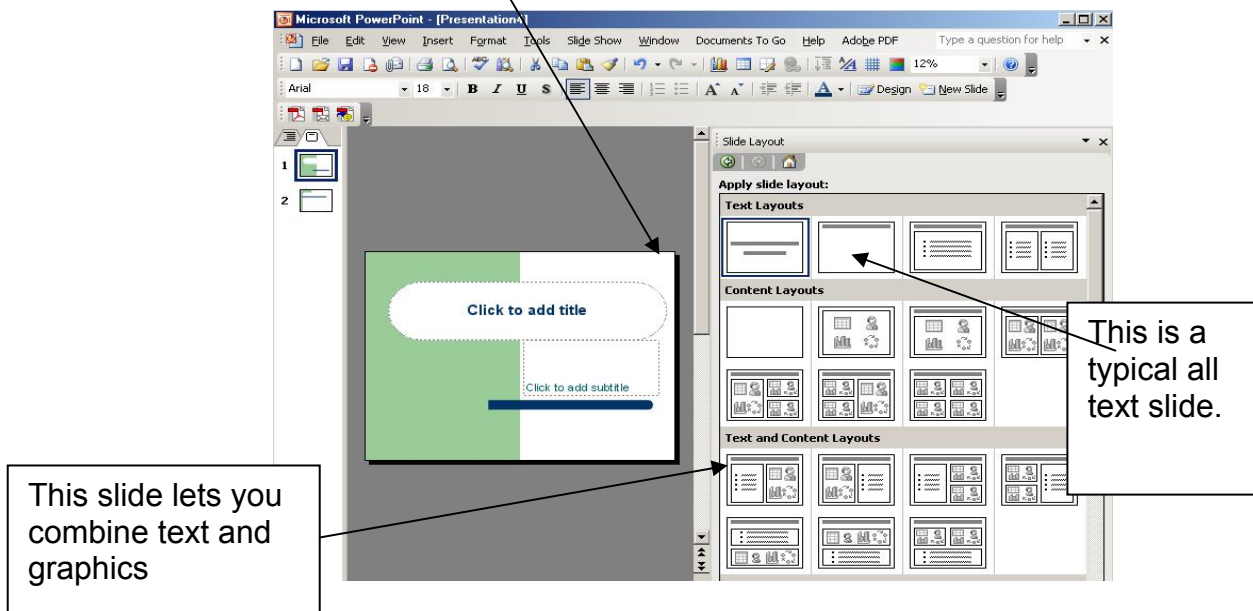 Microsoft PowerPoint - [Presentation4]
File Edit View Insert Format Tools Slide Show Window Documents To Go Help Adobe PDF Type a question for help
12%
Arial 18 B I U S Design New Slide
Slide Layout
1
2
Apply slide layout:
Text Layouts
Content Layouts
Text and Content Layouts
Click to add title
Click to add subtitle
This is a
typical all
text slide.
This slide lets you
combine text and
graphics